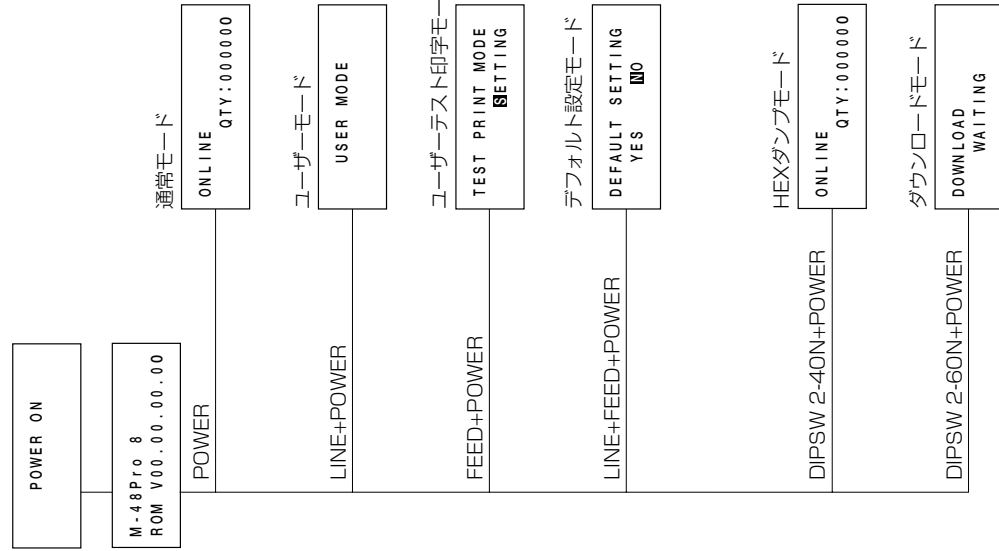 POWER ON
M-48Pro 8
ROM V00.00.00.00
POWER
通常モード
ONLINE
QTY:000000
LINE+POWER
ユーザーモード
USER MODE
FEED+POWER
ユーザーテスト印字モー
TEST PRINT MODE
SETTING
LINE+FEED+POWER
デフォルト設定モード
DEFAULT SETTING
YES NO
DIPSW 2-4ON+POWER
HEXダンプモード
ONLINE
QTY:000000
DIPSW 2-6ON+POWER
ダウンロードモード
DOWNLOAD
WAITING